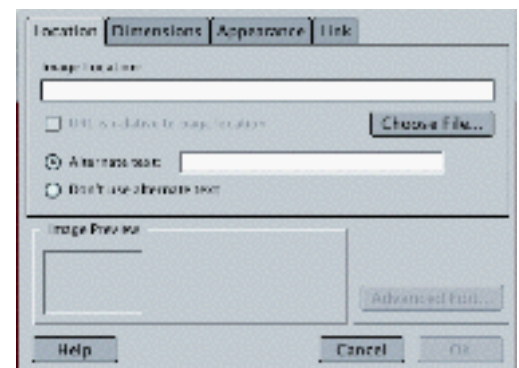 Location Dimensions Appearance Link
Image Location:
URL is relative to page location
Choose File...
Alternate text:
Don't use alternate text
Image Preview
Advanced Edit...
Help Cancel OK